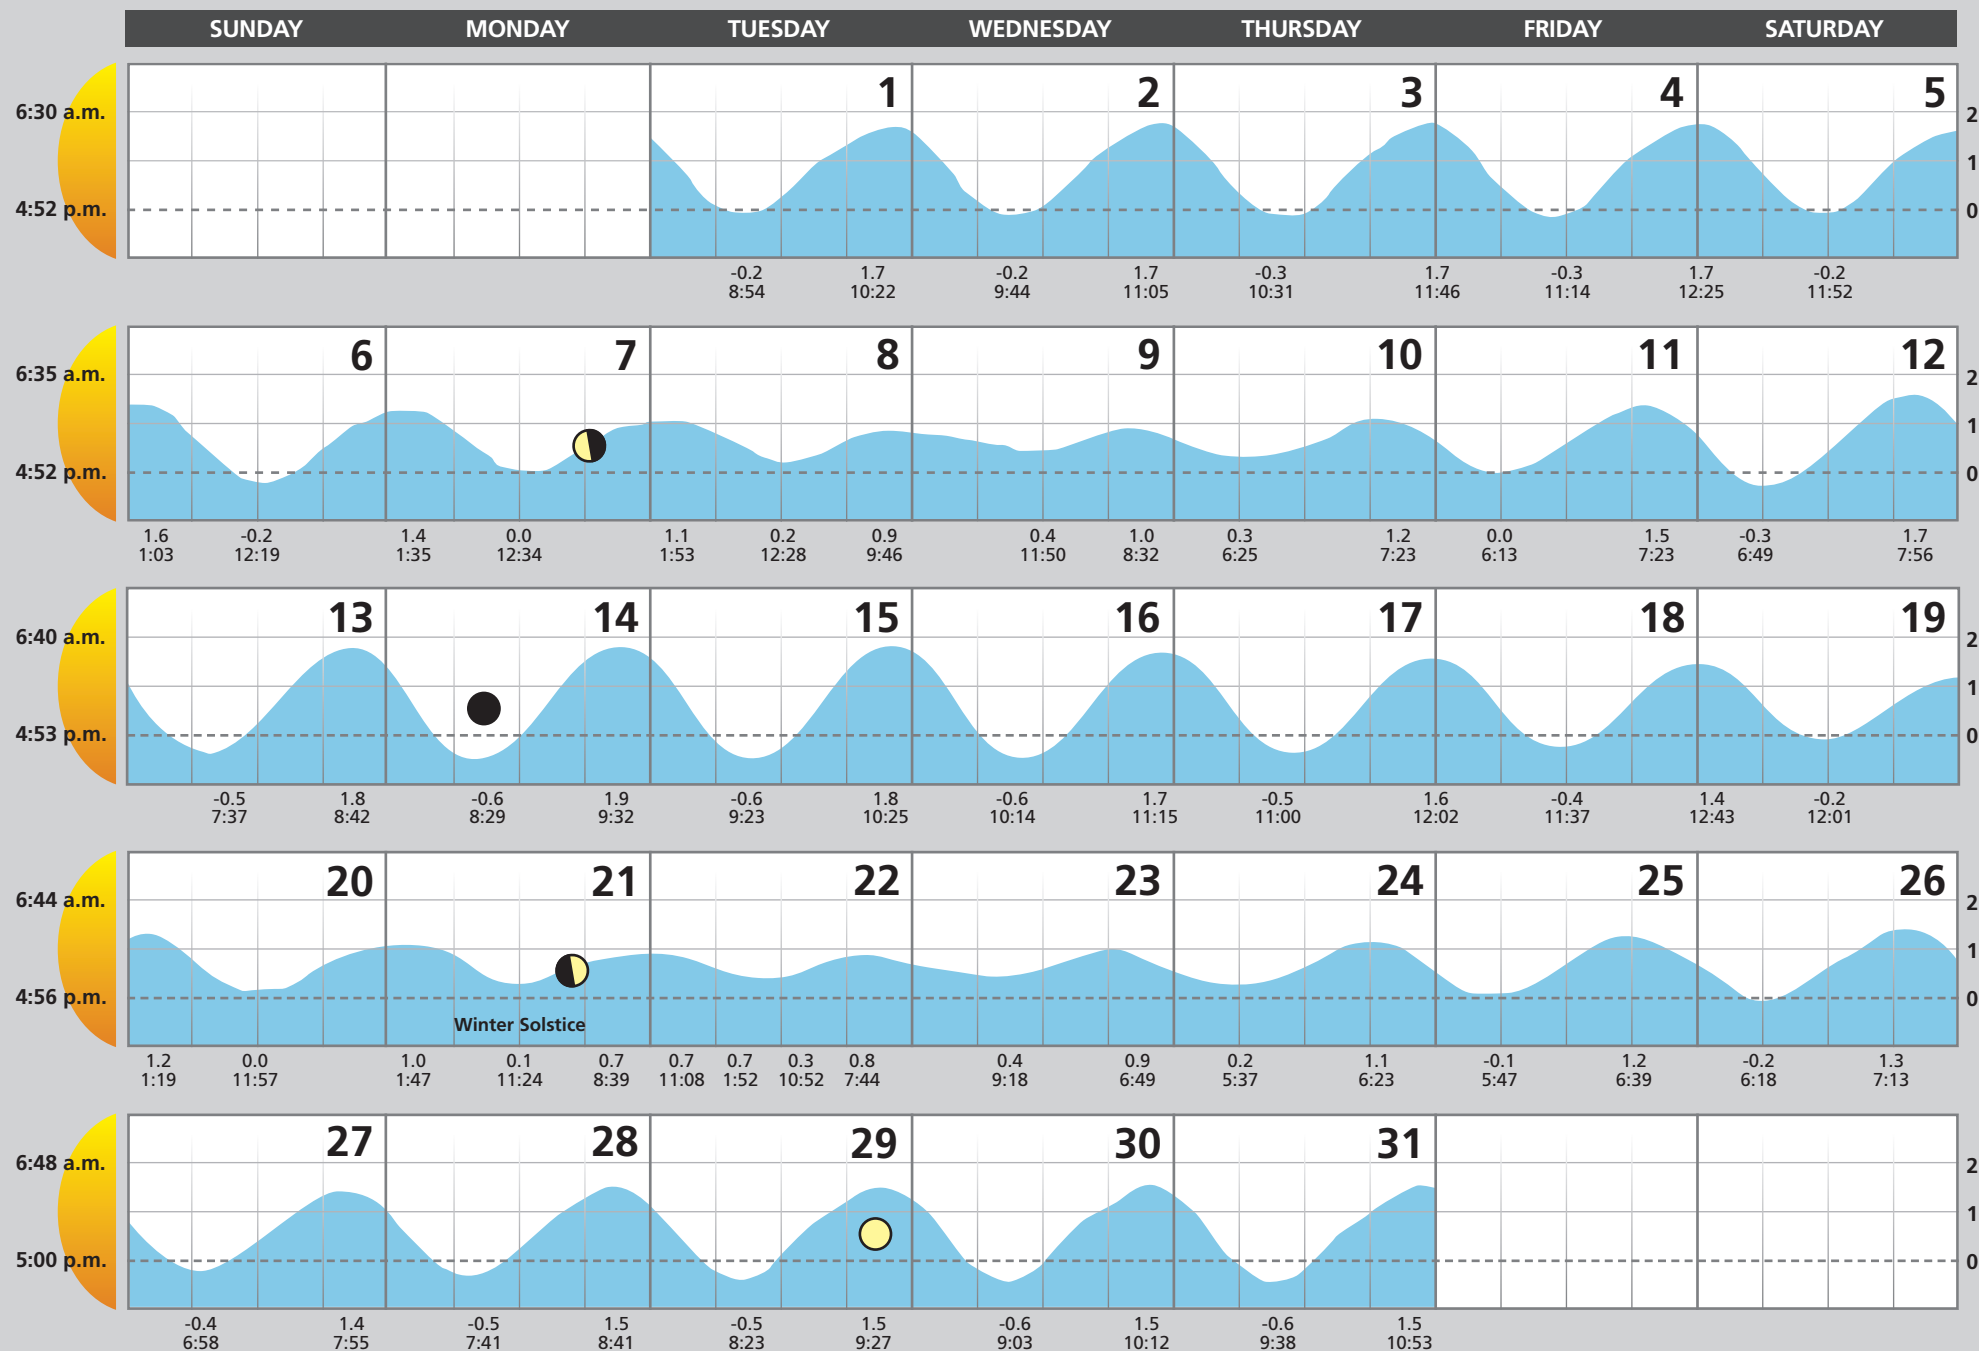 SUNDAY MONDAY TUESDAY WEDNESDAY THURSDAY FRIDAY SATURDAY
1 2 3 4 5
6:30 a.m. 2
1
4:52 p.m. 0
-0.2 1.7 -0.2 1.7 -0.3 1.7 -0.3 1.7 -0.2
8:54 10:22 9:44 11:05 10:31 11:46 11:14 12:25 11:52
6 7 8 9 10 11 12
6:35 a.m. 2
1
4:52 p.m. 0
1.6 -0.2 1.4 0.0 1.1 0.2 0.9 0.4 1.0 0.3 1.2 0.0 1.5 -0.3 1.7
1:03 12:19 1:35 12:34 1:53 12:28 9:46 11:50 8:32 6:25 7:23 6:13 7:23 6:49 7:56
13 14 15 16 17 18 19
6:40 a.m. 2
1
4:53 p.m. 0
-0.5 1.8 -0.6 1.9 -0.6 1.8 -0.6 1.7 -0.5 1.6 -0.4 1.4 -0.2
7:37 8:42 8:29 9:32 9:23 10:25 10:14 11:15 11:00 12:02 11:37 12:43 12:01
20 21 22 23 24 25 26
6:44 a.m. 2
1
4:56 p.m. 0
Winter Solstice
1.2 0.0 1.0 0.1 0.7 0.7 0.7 0.3 0.8 0.4 0.9 0.2 1.1 -0.1 1.2 -0.2 1.3
1:19 11:57 1:47 11:24 8:39 11:08 1:52 10:52 7:44 9:18 6:49 5:37 6:23 5:47 6:39 6:18 7:13
27 28 29 30 31
6:48 a.m. 2
1
5:00 p.m. 0
-0.4 1.4 -0.5 1.5 -0.5 1.5 -0.6 1.5 -0.6 1.5
6:58 7:55 7:41 8:41 8:23 9:27 9:03 10:12 9:38 10:53